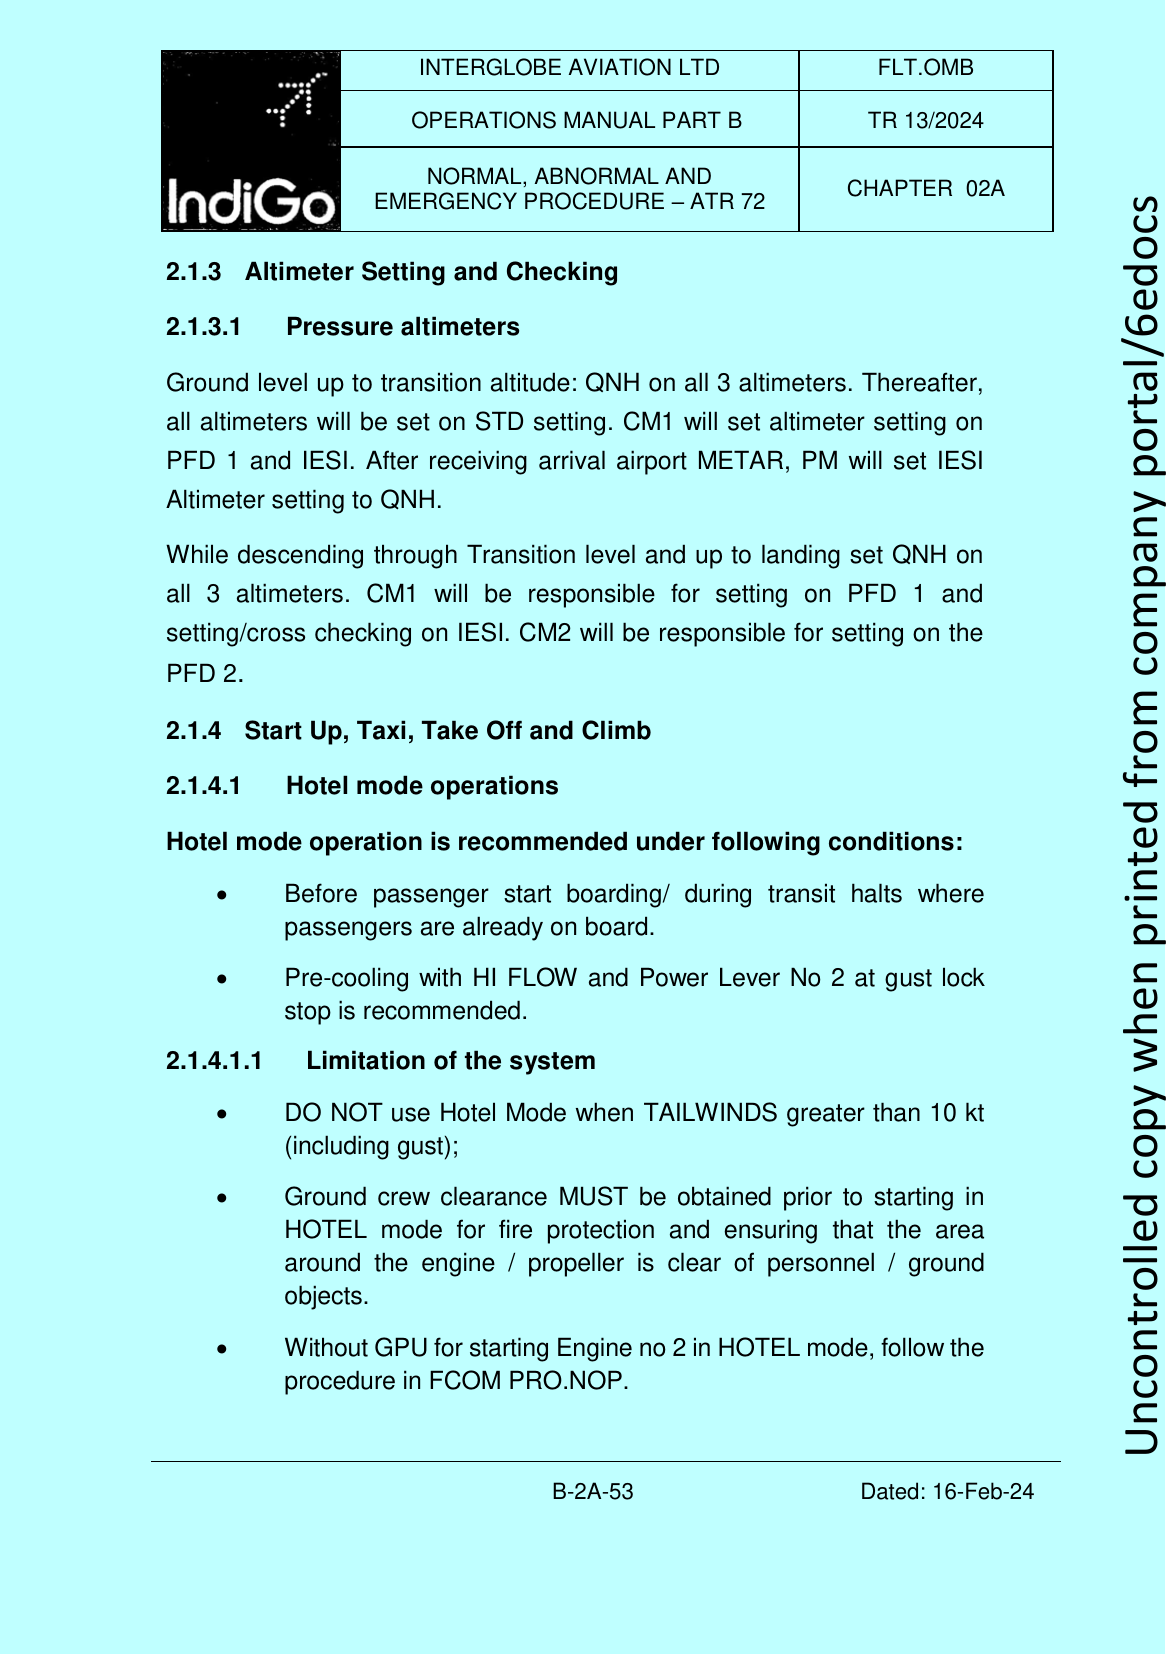 IndiGo
INTERGLOBE AVIATION LTD
FLT.OMB
OPERATIONS MANUAL PART B
TR 13/2024
NORMAL, ABNORMAL AND
EMERGENCY PROCEDURE – ATR 72
CHAPTER 02A
2.1.3 Altimeter Setting and Checking
2.1.3.1 Pressure altimeters
Ground level up to transition altitude: QNH on all 3 altimeters. Thereafter,
all altimeters will be set on STD setting. CM1 will set altimeter setting on
PFD 1 and IESI. After receiving arrival airport METAR, PM will set IESI
Altimeter setting to QNH.
While descending through Transition level and up to landing set QNH on
all 3 altimeters. CM1 will be responsible for setting on PFD 1 and
setting/cross checking on IESI. CM2 will be responsible for setting on the
PFD 2.
2.1.4 Start Up, Taxi, Take Off and Climb
2.1.4.1 Hotel mode operations
Hotel mode operation is recommended under following conditions:
• Before passenger start boarding/ during transit halts where
passengers are already on board.
• Pre-cooling with HI FLOW and Power Lever No 2 at gust lock
stop is recommended.
2.1.4.1.1 Limitation of the system
• DO NOT use Hotel Mode when TAILWINDS greater than 10 kt
(including gust);
• Ground crew clearance MUST be obtained prior to starting in
HOTEL mode for fire protection and ensuring that the area
around the engine / propeller is clear of personnel / ground
objects.
• Without GPU for starting Engine no 2 in HOTEL mode, follow the
procedure in FCOM PRO.NOP.
B-2A-53
Dated: 16-Feb-24
Uncontrolled copy when printed from company portal/6edocs